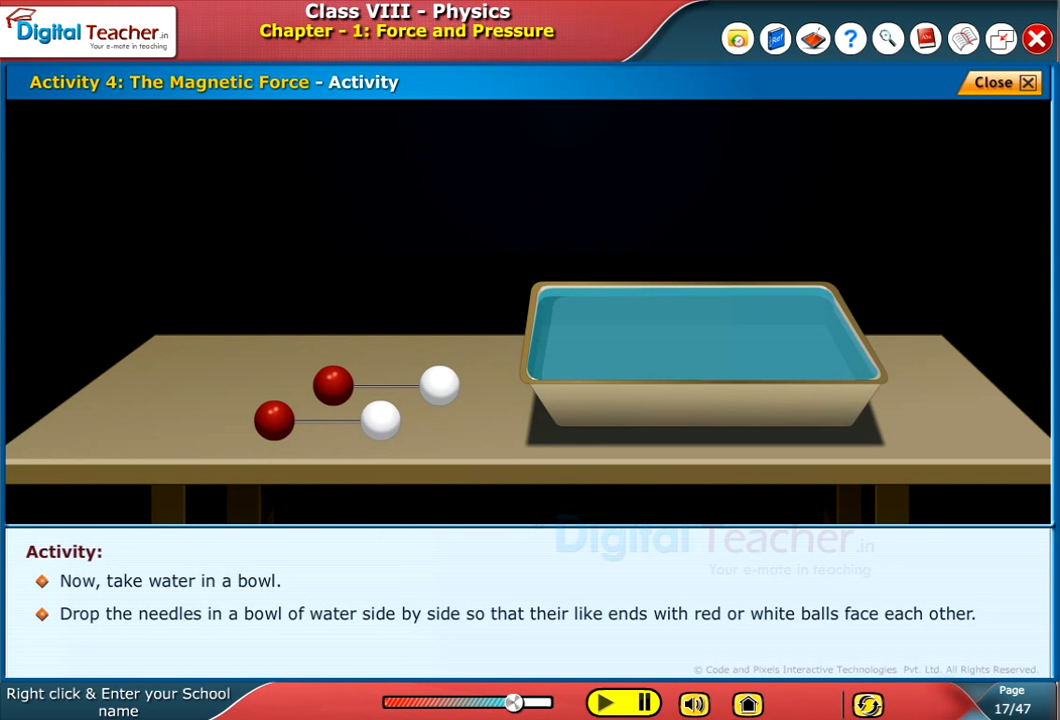 Digital Teacher.in
Your e-mate in teaching
Class VIII - Physics
Chapter - 1: Force and Pressure
Activity 4: The Magnetic Force - Activity
Close
Activity:
Now, take water in a bowl.
Drop the needles in a bowl of water side by side so that their like ends with red or white balls face each other.
Digital Teacher.in
Your e-mate in teaching
© Code and Pixels Interactive Technologies Pvt. Ltd. All Rights Reserved.
Right click & Enter your School
name
Page
17/47